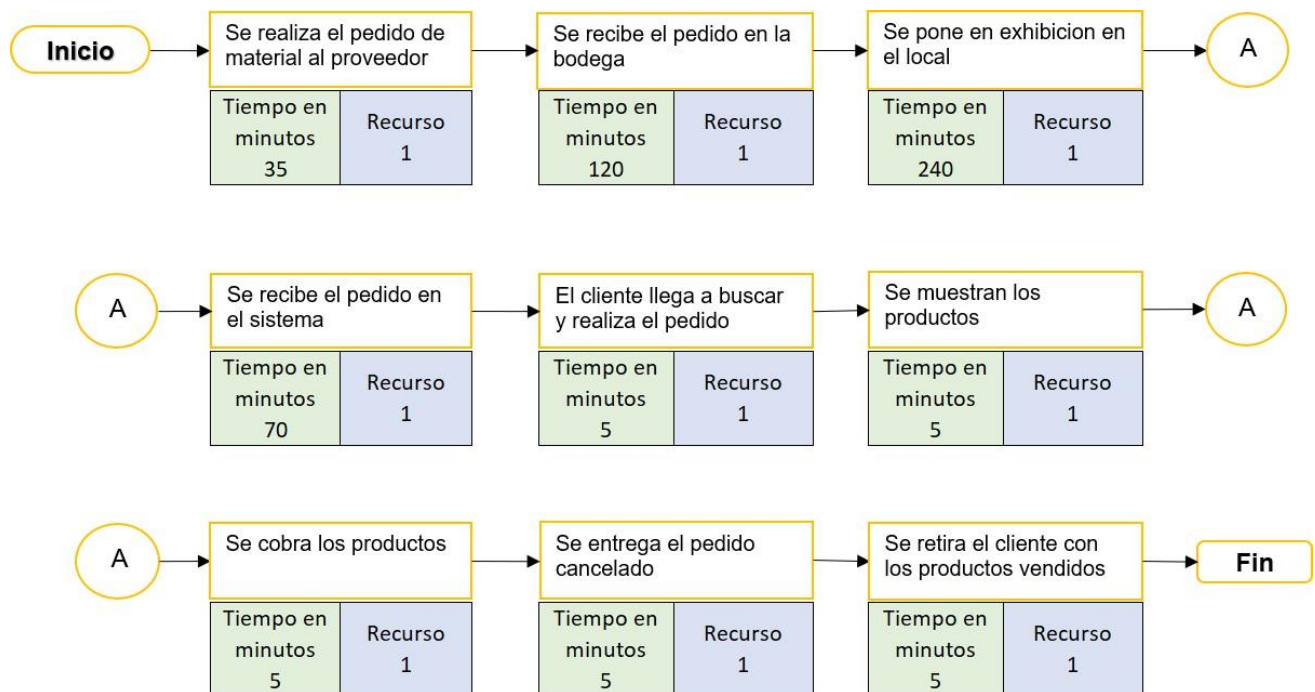 Inicio
Se realiza el pedido de
material al proveedor
Tiempo en
minutos
35
Recurso
1
Se recibe el pedido en la
bodega
Tiempo en
minutos
120
Recurso
1
Se pone en exhibicion en
el local
Tiempo en
minutos
240
Recurso
1
A
A
Se recibe el pedido en
el sistema
Tiempo en
minutos
70
Recurso
1
El cliente llega a buscar
y realiza el pedido
Tiempo en
minutos
5
Recurso
1
Se muestran los
productos
Tiempo en
minutos
5
Recurso
1
A
A
Se cobra los productos
Tiempo en
minutos
5
Recurso
1
Se entrega el pedido
cancelado
Tiempo en
minutos
5
Recurso
1
Se retira el cliente con
los productos vendidos
Tiempo en
minutos
5
Recurso
1
Fin